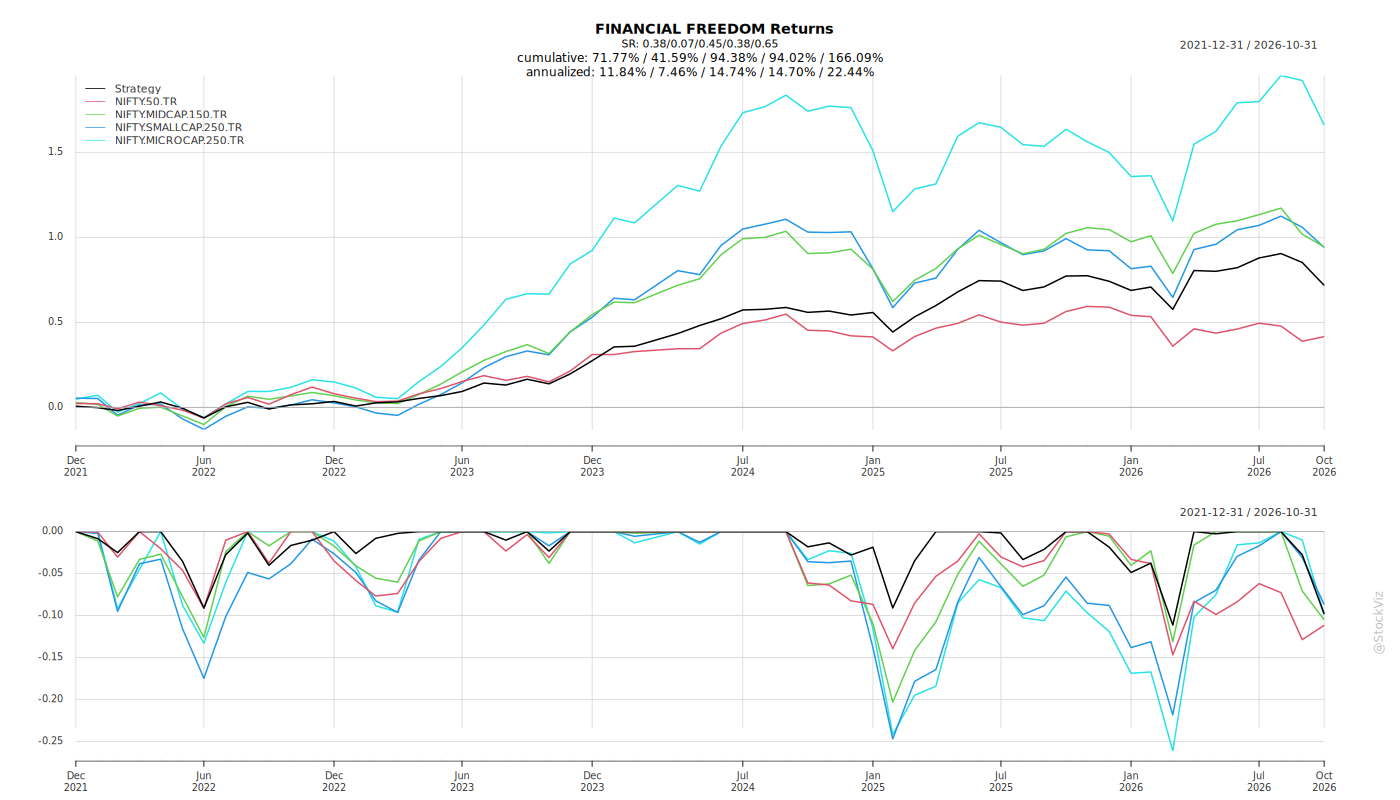 FINANCIAL FREEDOM Returns
SR: 0.38/0.07/0.45/0.38/0.65
2021-12-31 / 2026-10-31
cumulative: 71.77% / 41.59% / 94.38% / 94.02% / 166.09%
annualized: 11.84% / 7.46% / 14.74% / 14.70% / 22.44%
Strategy
NIFTY.50.TR
NIFTY.MIDCAP.150.TR
NIFTY.SMALLCAP.250.TR
NIFTY.MICROCAP.250.TR
1.5
1.0
0.5
0.0
Dec Jun Dec Jun Dec Jul Jan Jul Jan Jul Oct
2021 2022 2022 2023 2023 2024 2025 2025 2026 2026 2026
2021-12-31 / 2026-10-31
0.00
-0.05
-0.10
-0.15
-0.20
-0.25
Dec Jun Dec Jun Dec Jul Jan Jul Jan Jul Oct
2021 2022 2022 2023 2023 2024 2025 2025 2026 2026 2026
@StockViz